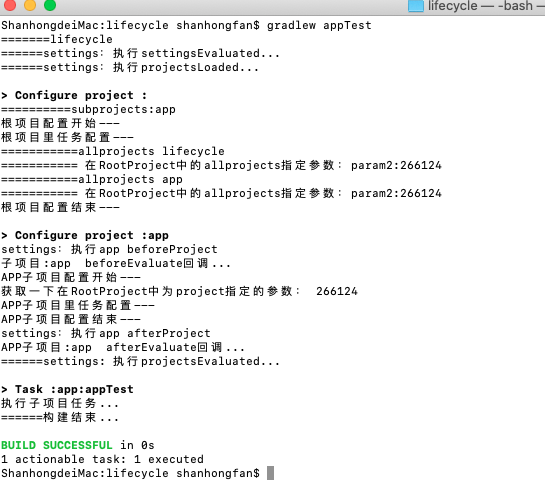 lifecycle — -bash —
ShanhongdeiMac:lifecycle shanhongfan$ gradlew appTest
=======lifecycle
======settings：执行settingsEvaluated...
======settings：执行projectsLoaded...
> Configure project :
==========subprojects:app
根项目配置开始---
根项目里任务配置---
===========allprojects lifecycle
=========== 在RootProject中的allprojects指定参数：param2:266124
===========allprojects app
=========== 在RootProject中的allprojects指定参数：param2:266124
根项目配置结束---
> Configure project :app
settings：执行app beforeProject
子项目:app  beforeEvaluate回调...
APP子项目配置开始---
获取一下在RootProject中为project指定的参数：  266124
APP子项目里任务配置---
APP子项目配置结束---
settings：执行app afterProject
APP子项目:app  afterEvaluate回调...
======settings: 执行projectsEvaluated...
> Task :app:appTest
执行子项目任务...
======构建结束...
BUILD SUCCESSFUL in 0s
1 actionable task: 1 executed
ShanhongdeiMac:lifecycle shanhongfan$